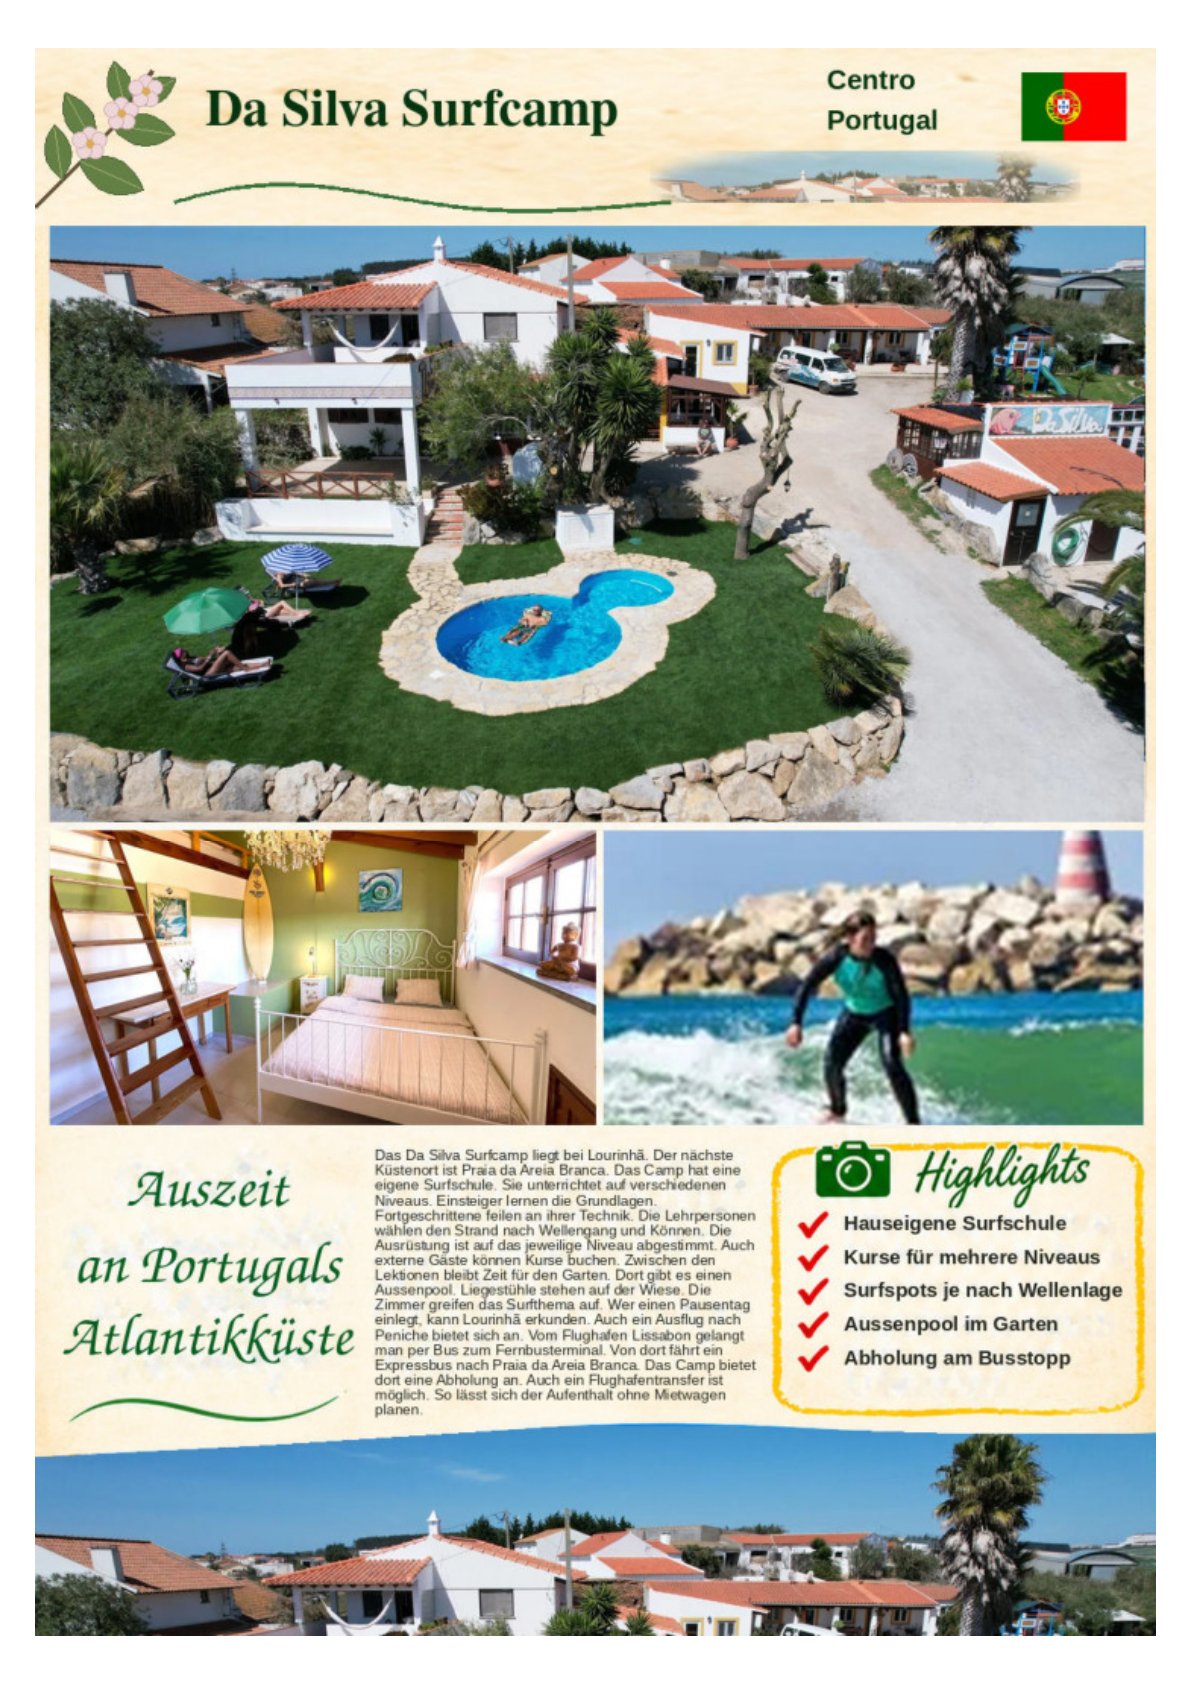 Da Silva Surfcamp
Centro
Portugal
Da Silva
Auszeit
an Portugals
Atlantikküste
Das Da Silva Surfcamp liegt bei Lourinhã. Der nächste
Küstenort ist Praia da Areia Branca. Das Camp hat eine
eigene Surfschule. Sie unterrichtet auf verschiedenen
Niveaus. Einsteiger lernen die Grundlagen.
Fortgeschrittene feilen an ihrer Technik. Die Lehrpersonen
wählen den Strand nach Wellengang und Können. Die
Ausrüstung ist auf das jeweilige Niveau abgestimmt. Auch
externe Gäste können Kurse buchen. Zwischen den
Lektionen bleibt Zeit für den Garten. Dort gibt es einen
Aussenpool. Liegestühle stehen auf der Wiese. Die
Zimmer greifen das Surfthema auf. Wer einen Pausentag
einlegt, kann Lourinhã erkunden. Auch ein Ausflug nach
Peniche bietet sich an. Vom Flughafen Lissabon gelangt
man per Bus zum Fernbusterminal. Von dort fährt ein
Expressbus nach Praia da Areia Branca. Das Camp bietet
dort eine Abholung an. Auch ein Flughafentransfer ist
möglich. So lässt sich der Aufenthalt ohne Mietwagen
planen.
Highlights
Hauseigene Surfschule
Kurse für mehrere Niveaus
Surfspots je nach Wellenlage
Aussenpool im Garten
Abholung am Busstopp